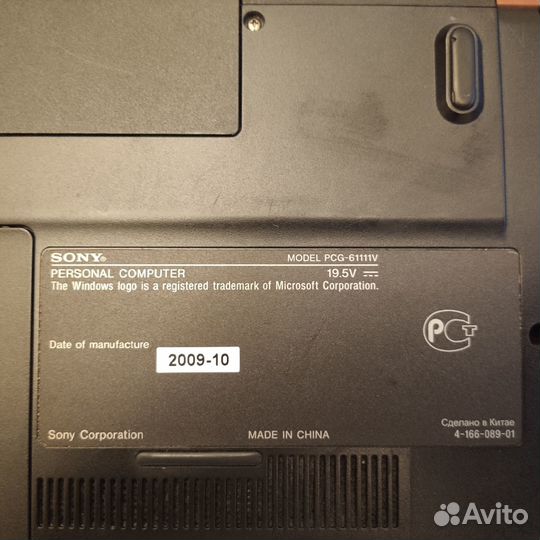 SONY® MODEL PCG-61111V
PERSONAL COMPUTER 19.5V ⎓
The Windows logo is a registered trademark of Microsoft Corporation.
РСТ
Date of manufacture 2009-10
Сделано в Китае
Sony Corporation MADE IN CHINA 4-166-089-01
Avito